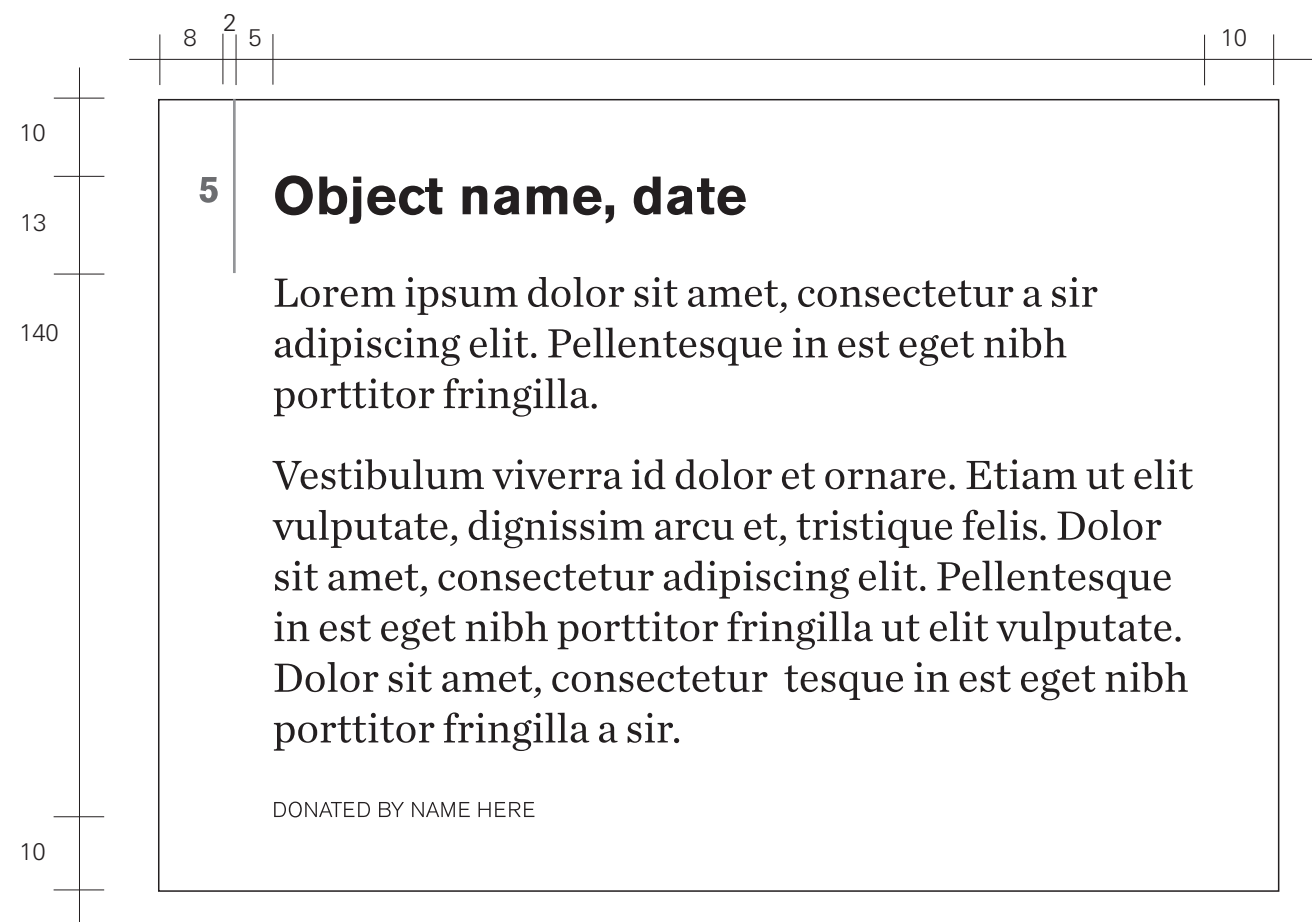 2
8 5 10
10
5 Object name, date
13
Lorem ipsum dolor sit amet, consectetur a sir
140 adipiscing elit. Pellentesque in est eget nibh
porttitor fringilla.
Vestibulum viverra id dolor et ornare. Etiam ut elit
vulputate, dignissim arcu et, tristique felis. Dolor
sit amet, consectetur adipiscing elit. Pellentesque
in est eget nibh porttitor fringilla ut elit vulputate.
Dolor sit amet, consectetur  tesque in est eget nibh
porttitor fringilla a sir.
DONATED BY NAME HERE
10